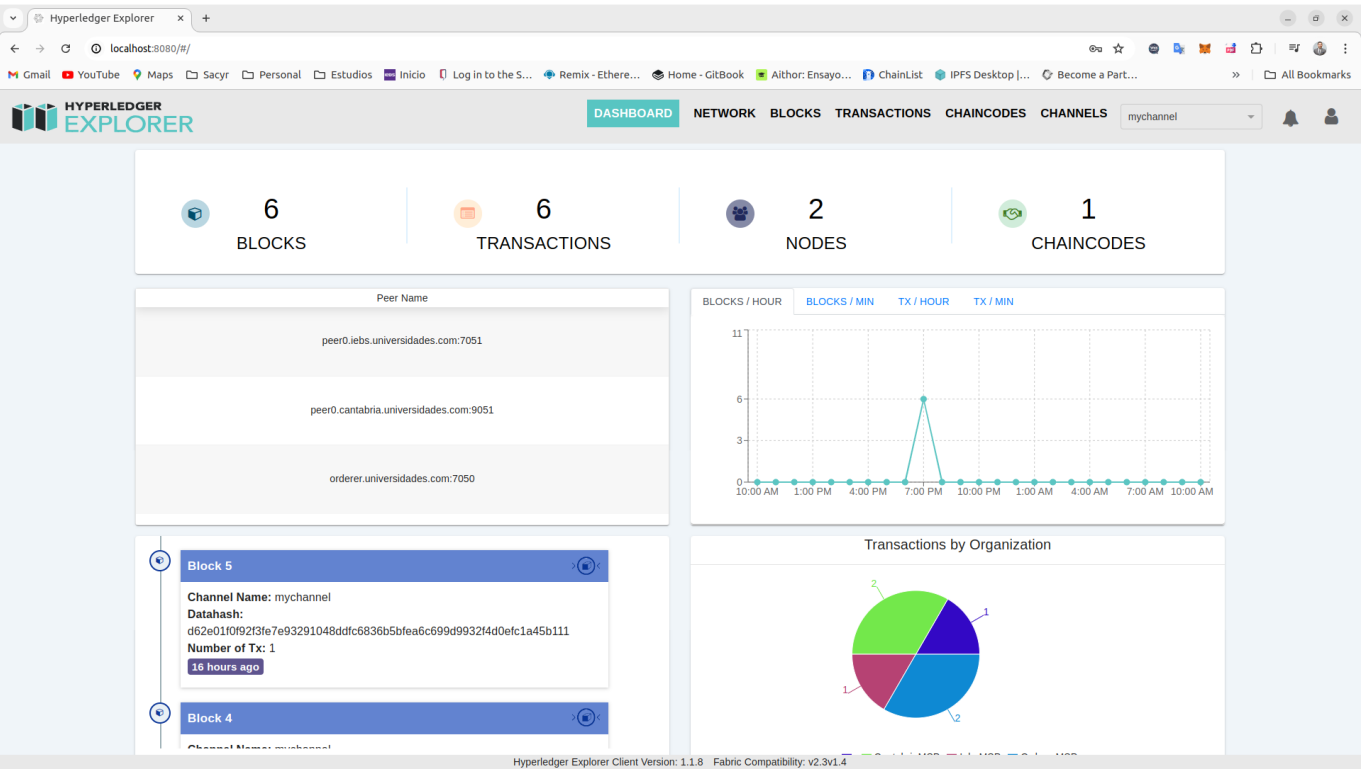 Hyperledger Explorer
localhost:8080/#/
Gmail YouTube Maps Sacyr Personal Estudios Inicio Log in to the S... Remix - Ethere... Home - GitBook Aithor: Ensayo... ChainList IPFS Desktop |... Become a Part... » All Bookmarks
HYPERLEDGER
EXPLORER
DASHBOARD NETWORK BLOCKS TRANSACTIONS CHAINCODES CHANNELS mychannel
6
BLOCKS
6
TRANSACTIONS
2
NODES
1
CHAINCODES
Peer Name
peer0.iebs.universidades.com:7051
peer0.cantabria.universidades.com:9051
orderer.universidades.com:7050
BLOCKS / HOUR BLOCKS / MIN TX / HOUR TX / MIN
11
6
3
0
10:00 AM 1:00 PM 4:00 PM 7:00 PM 10:00 PM 1:00 AM 4:00 AM 7:00 AM 10:00 AM
Block 5
Channel Name: mychannel
Datahash:
d62e01f0f92f3fe7e93291048ddfc6836b5bfea6c699d9932f4d0efc1a45b111
Number of Tx: 1
16 hours ago
Block 4
Channel Name: mychannel
Transactions by Organization
2
1
1
2
Hyperledger Explorer Client Version: 1.1.8 Fabric Compatibility: v2.3v1.4